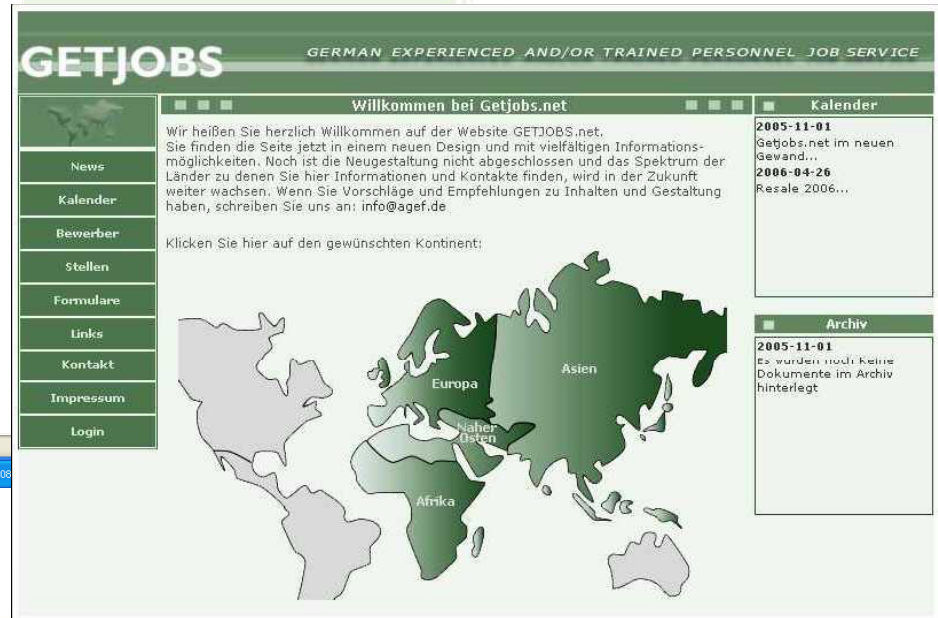 GETJOBS
GERMAN EXPERIENCED AND/OR TRAINED PERSONNEL JOB SERVICE
News
Kalender
Bewerber
Stellen
Formulare
Links
Kontakt
Impressum
Login
08
Willkommen bei Getjobs.net
Wir heißen Sie herzlich Willkommen auf der Website GETJOBS.net.
Sie finden die Seite jetzt in einem neuen Design und mit vielfältigen Informations-
möglichkeiten. Noch ist die Neugestaltung nicht abgeschlossen und das Spektrum der
Länder zu denen Sie hier Informationen und Kontakte finden, wird in der Zukunft
weiter wachsen. Wenn Sie Vorschläge und Empfehlungen zu Inhalten und Gestaltung
haben, schreiben Sie uns an: info@agef.de
Klicken Sie hier auf den gewünschten Kontinent:
Europa
Asien
Naher
Osten
Afrika
Kalender
2005-11-01
Getjobs.net im neuen
Gewand...
2006-04-26
Resale 2006...
Archiv
2005-11-01
Es wurden noch keine
Dokumente im Archiv
hinterlegt